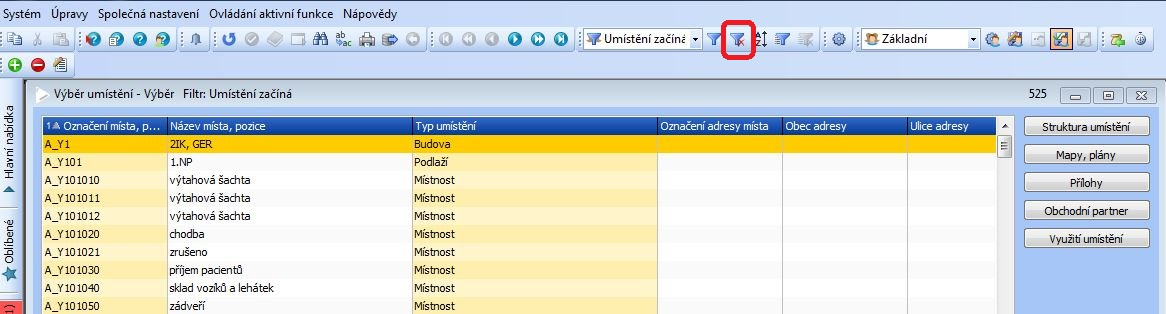 Systém Úpravy Společná nastavení Ovládání aktivní funkce Nápovědy
Umístění začíná Základní
Výběr umístění - Výběr Filtr: Umístění začíná 525
1 Označení místa, p... Název místa, pozice Typ umístění Označení adresy místa Obec adresy Ulice adresy
A_Y1 2IK, GER Budova
A_Y101 1.NP Podlaží
A_Y101010 výtahová šachta Místnost
A_Y101011 výtahová šachta Místnost
A_Y101012 výtahová šachta Místnost
A_Y101020 chodba Místnost
A_Y101021 zrušeno Místnost
A_Y101030 příjem pacientů Místnost
A_Y101040 sklad vozíků a lehátek Místnost
A_Y101050 zádveří Místnost
Struktura umístění
Mapy, plány
Přílohy
Obchodní partner
Využití umístění
Hlavní nabídka
Oblíbené
1)